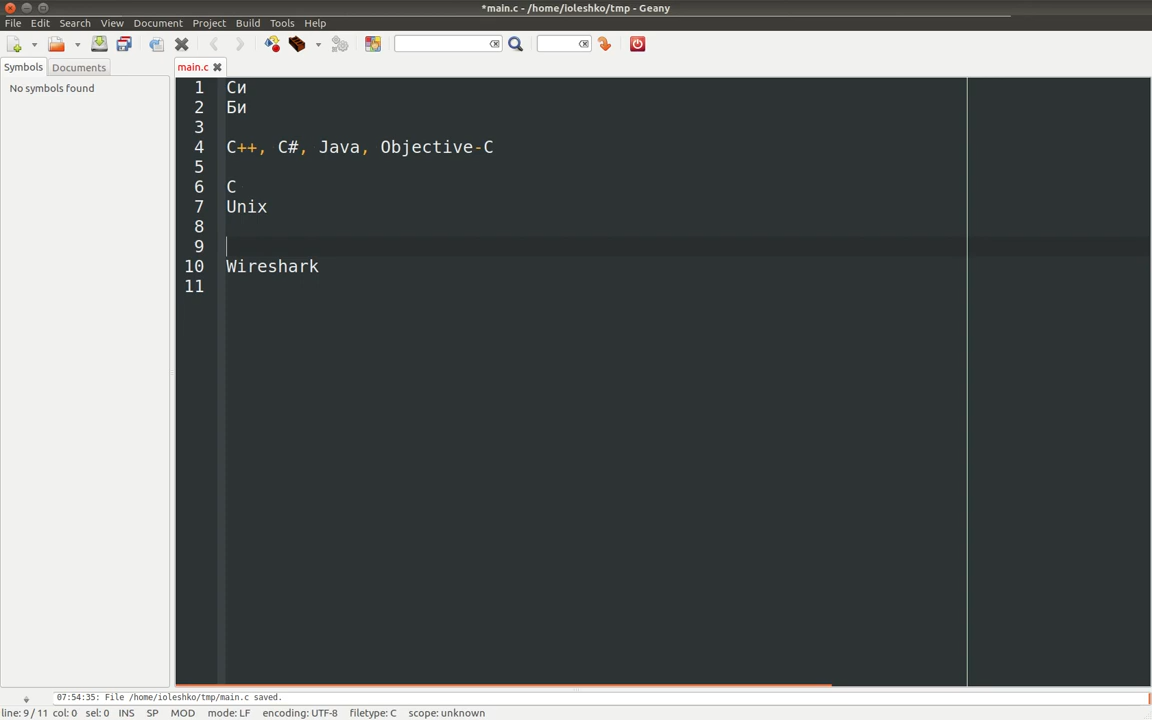 *main.c - /home/ioleshko/tmp - Geany
File Edit Search View Document Project Build Tools Help
Symbols Documents main.c
No symbols found
1 Си
2 Би
3
4 C++, C#, Java, Objective-C
5
6 C
7 Unix
8
9
10 Wireshark
11
07:54:35: File /home/ioleshko/tmp/main.c saved.
line: 9 / 11 col: 0 sel: 0 INS SP MOD mode: LF encoding: UTF-8 filetype: C scope: unknown